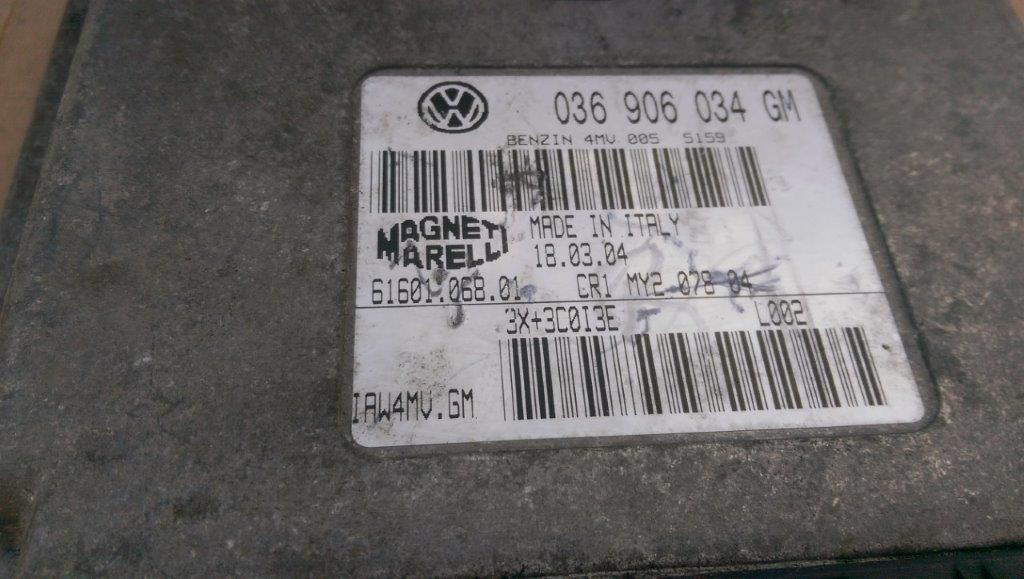 036 906 034 GM
BENZIN 4MV 005 5159
MAGNETI
MARELLI
MADE IN ITALY
18.03.04
61601.068.01 CR1 MY2 078 04
3X+3C0I3E L002
IAW4MV.GM